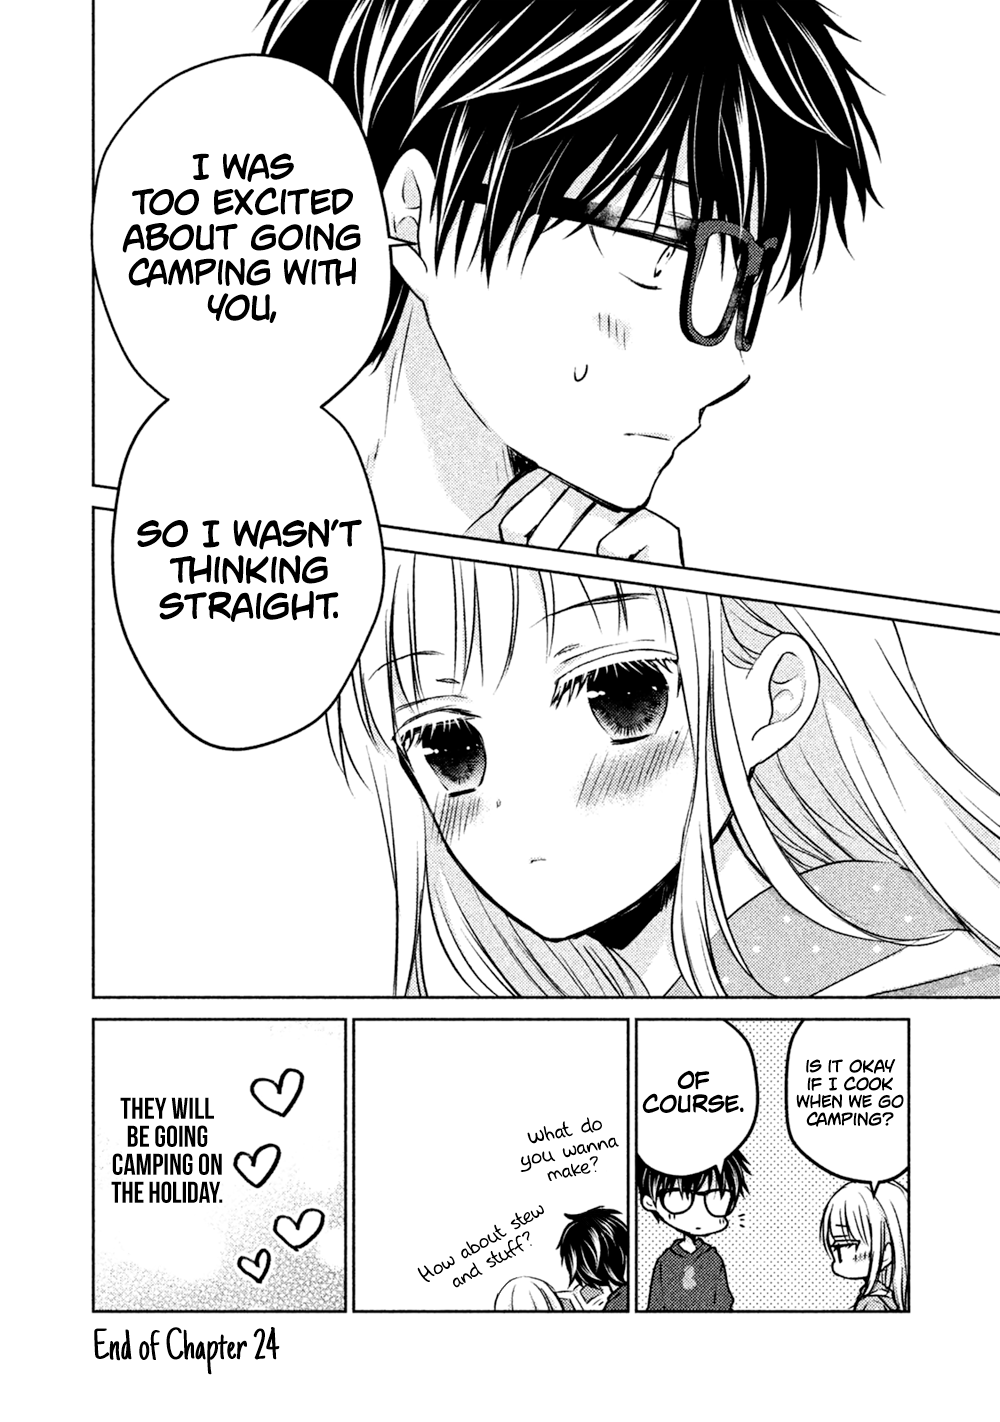 I WAS
TOO EXCITED
ABOUT GOING
CAMPING WITH
YOU,
SO I WASN'T
THINKING
STRAIGHT.
IS IT OKAY
IF I COOK
WHEN WE GO
CAMPING?
OF
COURSE.
What do
you wanna
make?
How about stew
and stuff?
THEY WILL
BE GOING
CAMPING ON
THE HOLIDAY.
End of Chapter 24